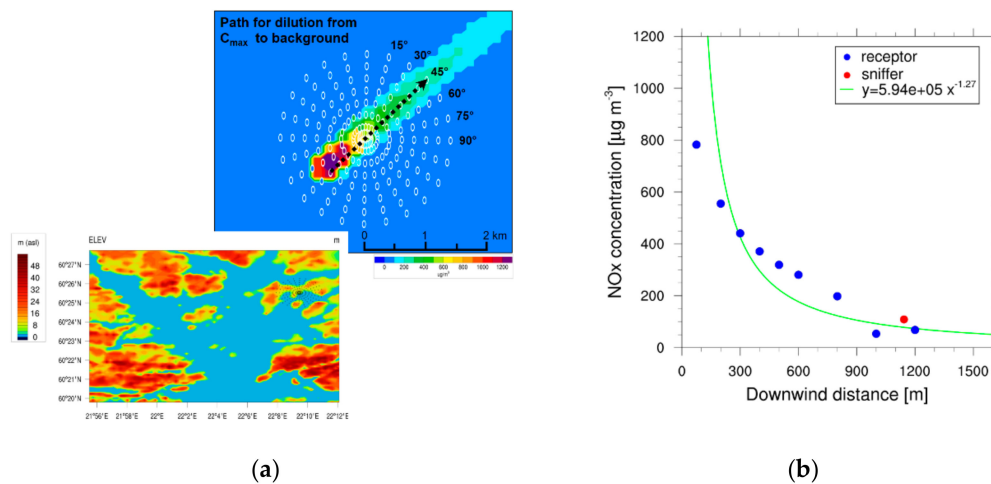 Path for dilution from
Cmax to background
15°
30°
45°
60°
75°
90°
0 1 2 km
0 200 400 600 800 1000 1200
µg/m³
m (asl)
48
40
32
24
16
8
0
ELEV m
60°27'N
60°26'N
60°25'N
60°24'N
60°23'N
60°22'N
60°21'N
60°20'N
21°56'E 21°58'E 22°E 22°4'E 22°6'E 22°8'E 22°10'E 22°12'E
(a)
1200
1000
800
600
400
200
0
NOx concentration [µg m-3]
receptor
sniffer
y=5.94e+05 x-1.27
0 300 600 900 1200 1500
Downwind distance [m]
(b)